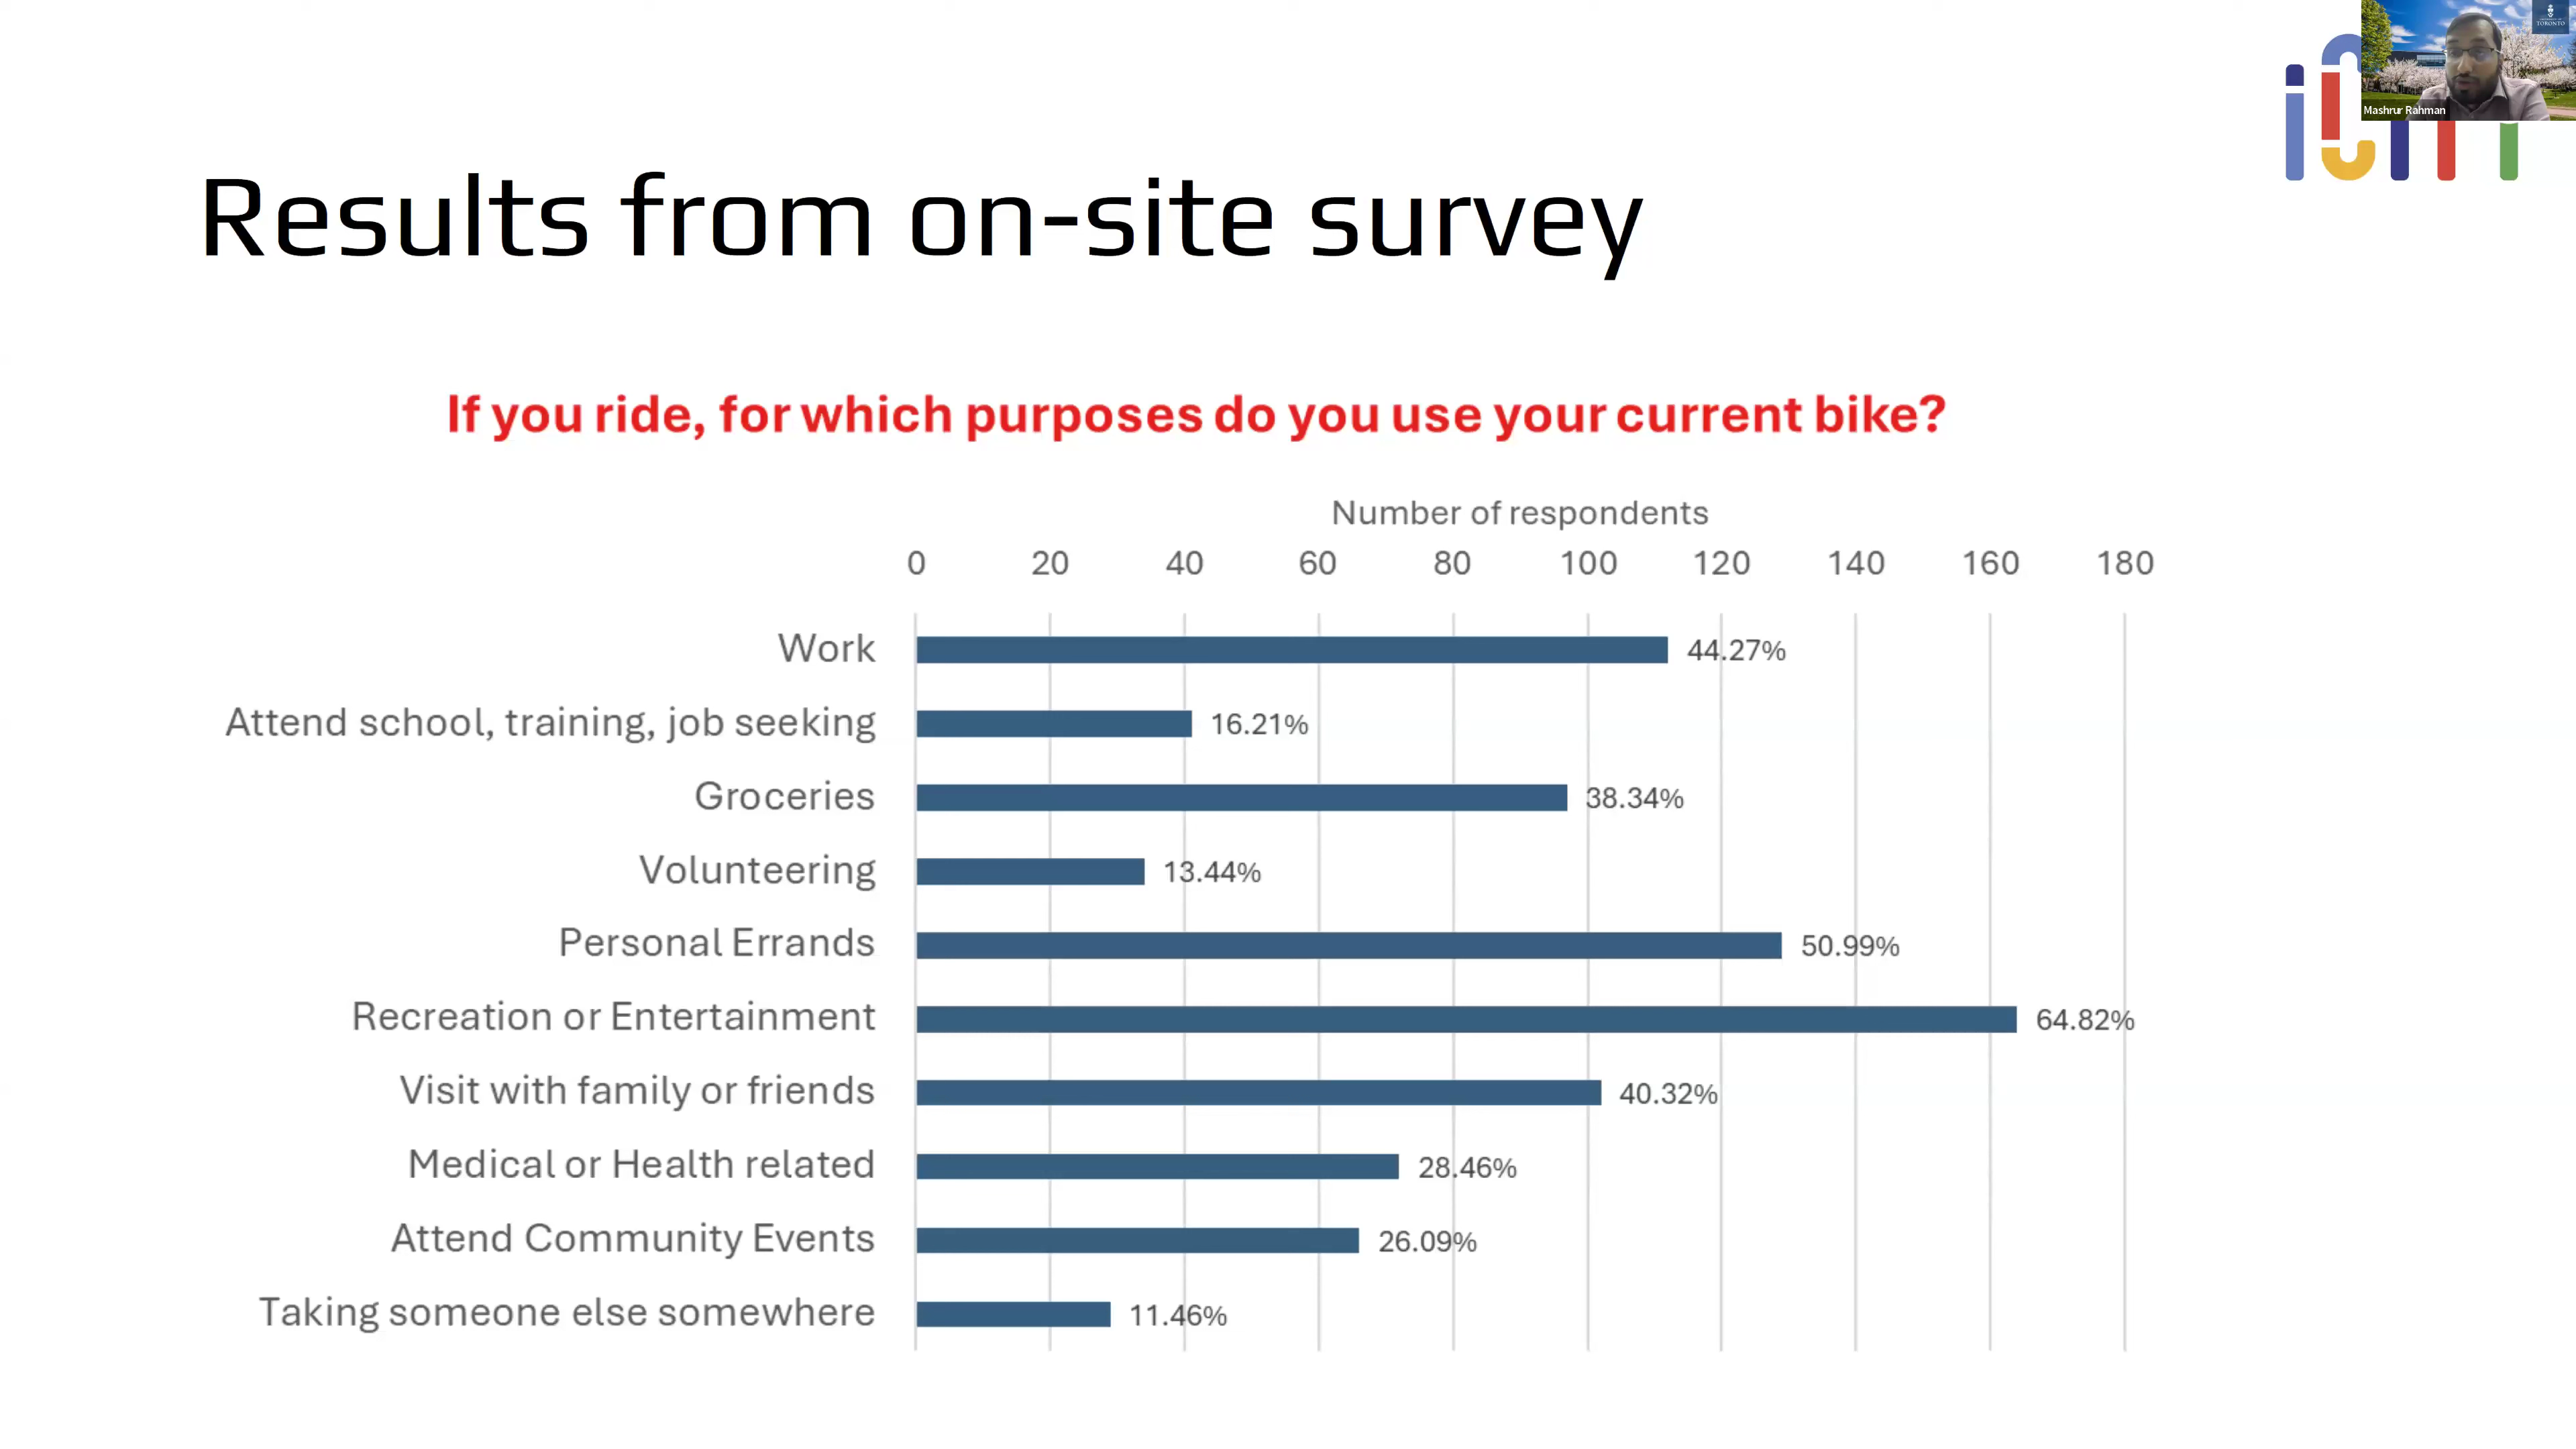 UNIVERSITY OF
TORONTO
Mashrur Rahman
Results from on-site survey
If you ride, for which purposes do you use your current bike?
Number of respondents
0 20 40 60 80 100 120 140 160 180
Work 44.27%
Attend school, training, job seeking 16.21%
Groceries 38.34%
Volunteering 13.44%
Personal Errands 50.99%
Recreation or Entertainment 64.82%
Visit with family or friends 40.32%
Medical or Health related 28.46%
Attend Community Events 26.09%
Taking someone else somewhere 11.46%